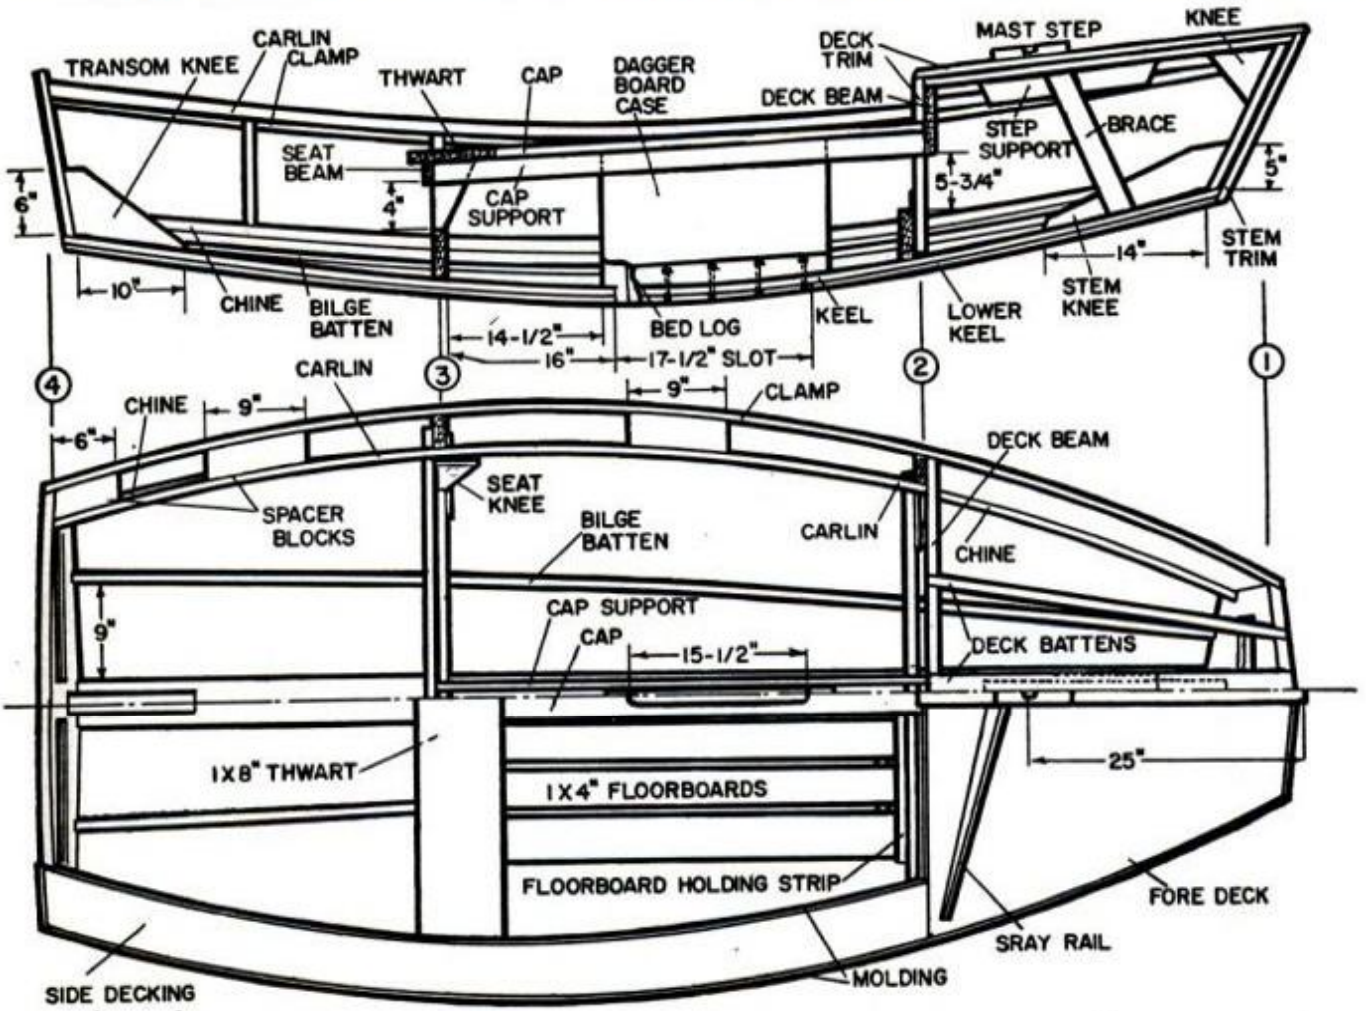 KNEE
MAST STEP
CARLIN
CLAMP
DECK
TRIM
TRANSOM KNEE
THWART
CAP
DAGGER
BOARD
CASE
DECK BEAM
STEP
SUPPORT
BRACE
SEAT
BEAM
6"
4"
CAP
SUPPORT
5-3/4"
5"
10"
CHINE
BILGE
BATTEN
14-1/2"
BED LOG
KEEL
LOWER
KEEL
14"
STEM
KNEE
STEM
TRIM
16"
17-1/2" SLOT
4
CARLIN
3
2
1
CHINE
9"
9"
CLAMP
6"
DECK BEAM
SEAT
KNEE
SPACER
BLOCKS
BILGE
BATTEN
CARLIN
CHINE
CAP SUPPORT
9"
CAP
15-1/2"
DECK BATTENS
1X8" THWART
1X4" FLOORBOARDS
25"
FLOORBOARD HOLDING STRIP
FORE DECK
SRAY RAIL
MOLDING
SIDE DECKING